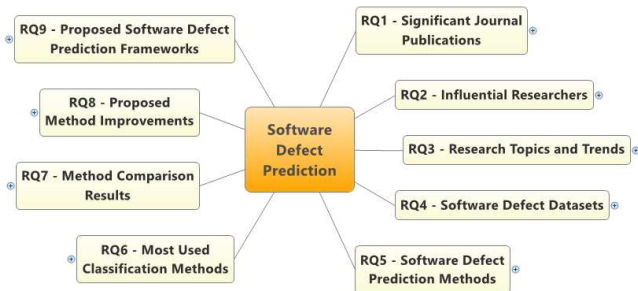 RQ9 - Proposed Software Defect
Prediction Frameworks
RQ1 - Significant Journal
Publications
RQ8 - Proposed
Method Improvements
RQ2 - Influential Researchers
Software
Defect
Prediction
RQ3 - Research Topics and Trends
RQ7 - Method Comparison
Results
RQ4 - Software Defect Datasets
RQ6 - Most Used
Classification Methods
RQ5 - Software Defect
Prediction Methods